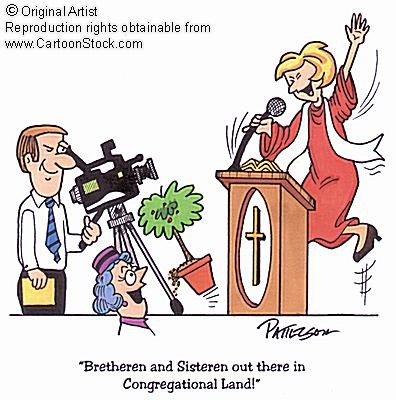 © Original Artist
Reproduction rights obtainable from
www.CartoonStock.com
PATTERSON
"Bretheren and Sisteren out there in
Congregational Land!"